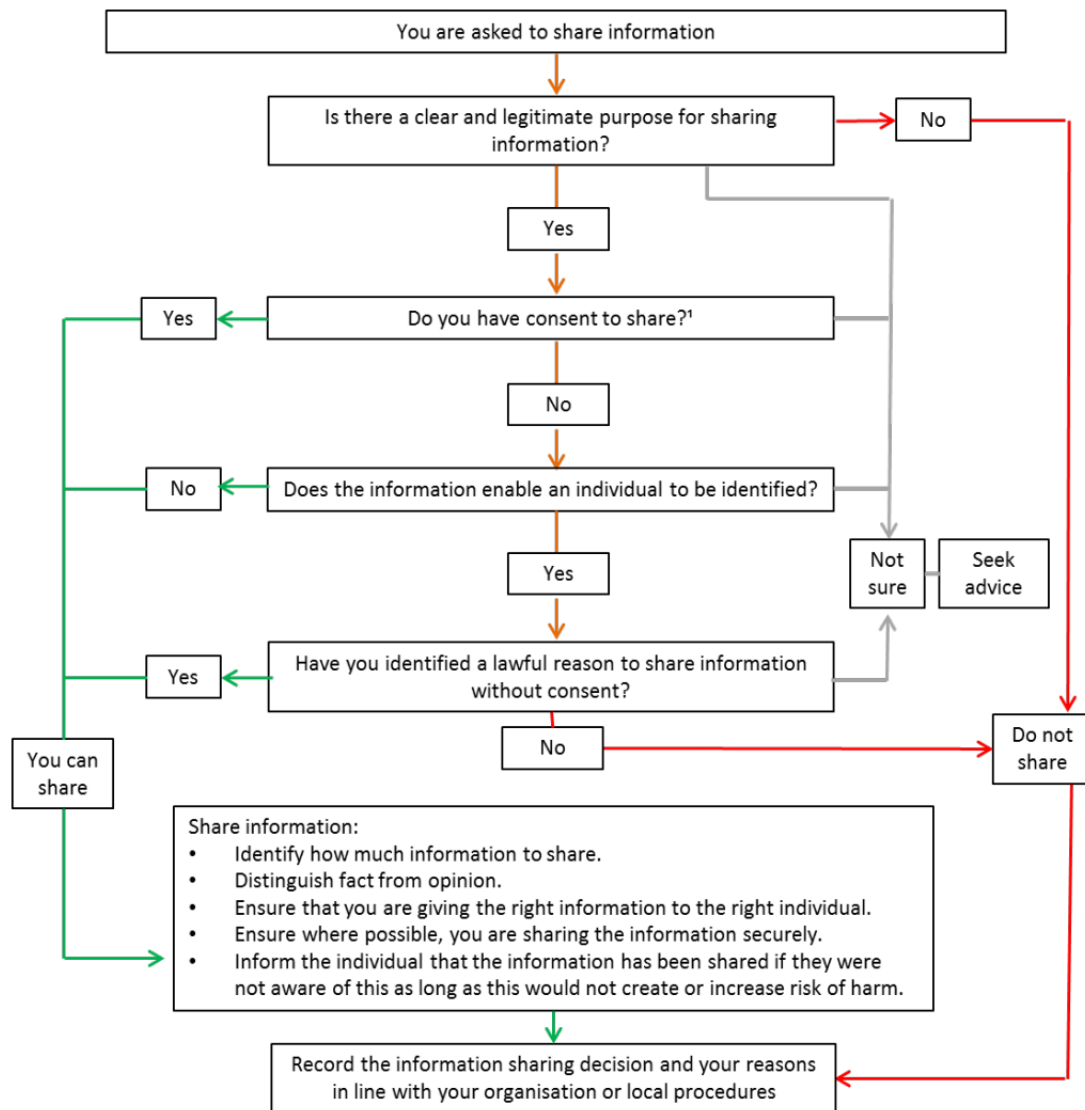 You are asked to share information
Is there a clear and legitimate purpose for sharing
information?
No
Yes
Yes
Do you have consent to share?¹
No
No
Does the information enable an individual to be identified?
Yes
Not
sure
Seek
advice
Yes
Have you identified a lawful reason to share information
without consent?
No
Do not
share
You can
share
Share information:
• Identify how much information to share.
• Distinguish fact from opinion.
• Ensure that you are giving the right information to the right individual.
• Ensure where possible, you are sharing the information securely.
• Inform the individual that the information has been shared if they were
not aware of this as long as this would not create or increase risk of harm.
Record the information sharing decision and your reasons
in line with your organisation or local procedures